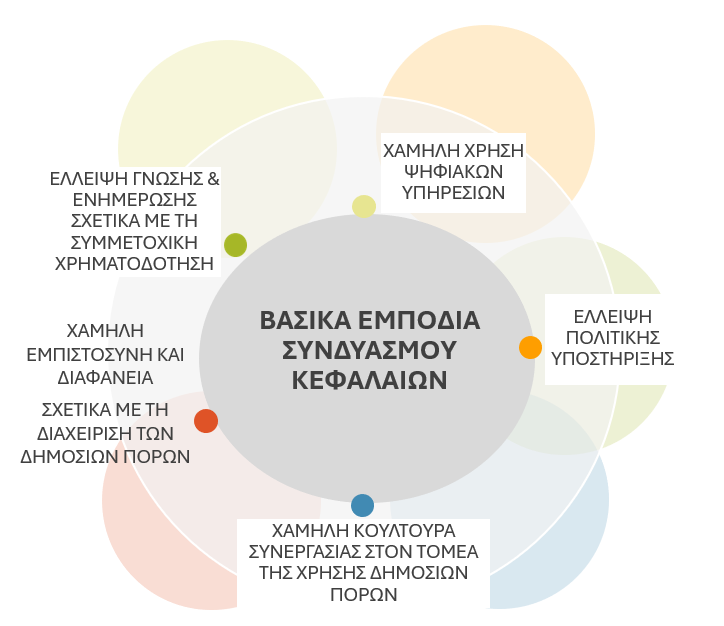 ΧΑΜΗΛΗ ΧΡΗΣΗ
ΨΗΦΙΑΚΩΝ
ΥΠΗΡΕΣΙΩΝ
ΕΛΛΕΙΨΗ ΓΝΩΣΗΣ &
ΕΝΗΜΕΡΩΣΗΣ
ΣΧΕΤΙΚΑ ΜΕ ΤΗ
ΣΥΜΜΕΤΟΧΙΚΗ
ΧΡΗΜΑΤΟΔΟΤΗΣΗ
ΒΑΣΙΚΑ ΕΜΠΟΔΙΑ
ΣΥΝΔΥΑΣΜΟΥ
ΚΕΦΑΛΑΙΩΝ
ΕΛΛΕΙΨΗ
ΠΟΛΙΤΙΚΗΣ
ΥΠΟΣΤΗΡΙΞΗΣ
ΧΑΜΗΛΗ
ΕΜΠΙΣΤΟΣΥΝΗ ΚΑΙ
ΔΙΑΦΑΝΕΙΑ
ΣΧΕΤΙΚΑ ΜΕ ΤΗ
ΔΙΑΧΕΙΡΙΣΗ ΤΩΝ
ΔΗΜΟΣΙΩΝ ΠΟΡΩΝ
ΧΑΜΗΛΗ ΚΟΥΛΤΟΥΡΑ
ΣΥΝΕΡΓΑΣΙΑΣ ΣΤΟΝ ΤΟΜΕΑ
ΤΗΣ ΧΡΗΣΗΣ ΔΗΜΟΣΙΩΝ
ΠΟΡΩΝ